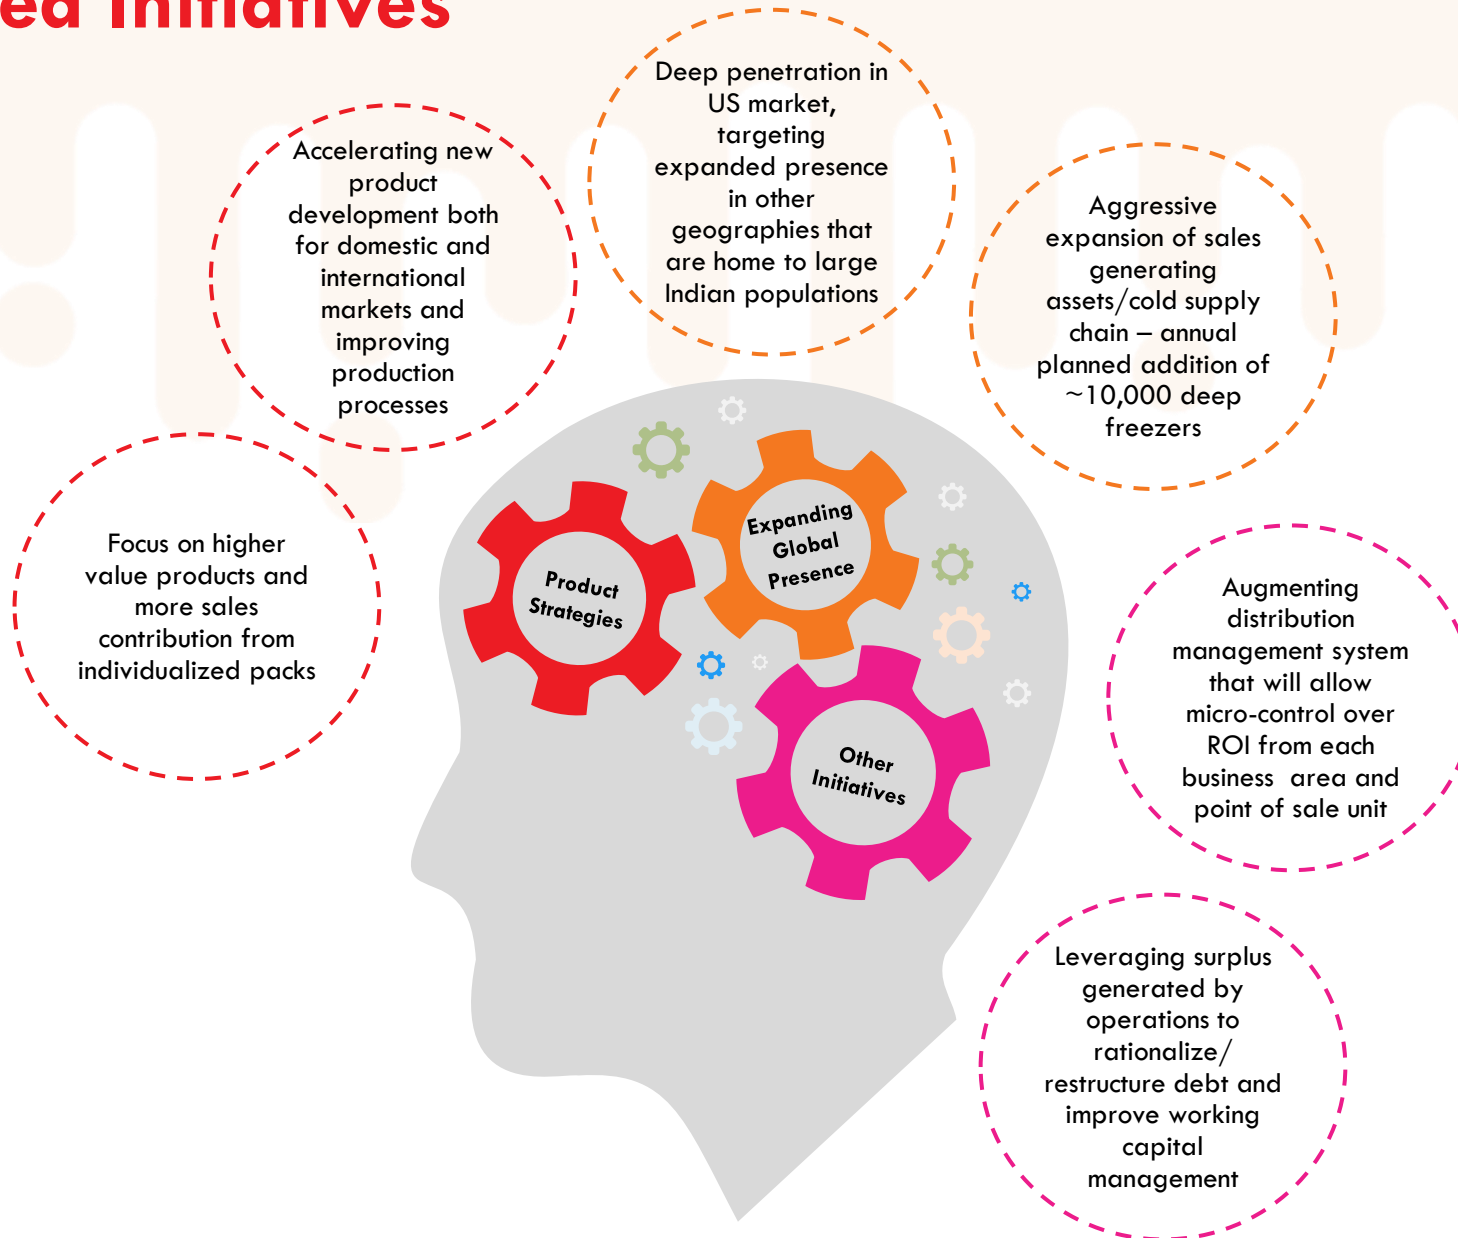 Initiatives
Deep penetration in
US market,
targeting
expanded presence
in other
geographies that
are home to large
Indian populations
Accelerating new
product
development both
for domestic and
international
markets and
improving
production
processes
Aggressive
expansion of sales
generating
assets/cold supply
chain – annual
planned addition of
~10,000 deep
freezers
Focus on higher
value products and
more sales
contribution from
individualized packs
Product
Strategies
Expanding
Global
Presence
Other
Initiatives
Augmenting
distribution
management system
that will allow
micro-control over
ROI from each
business  area and
point of sale unit
Leveraging surplus
generated by
operations to
rationalize/
restructure debt and
improve working
capital
management